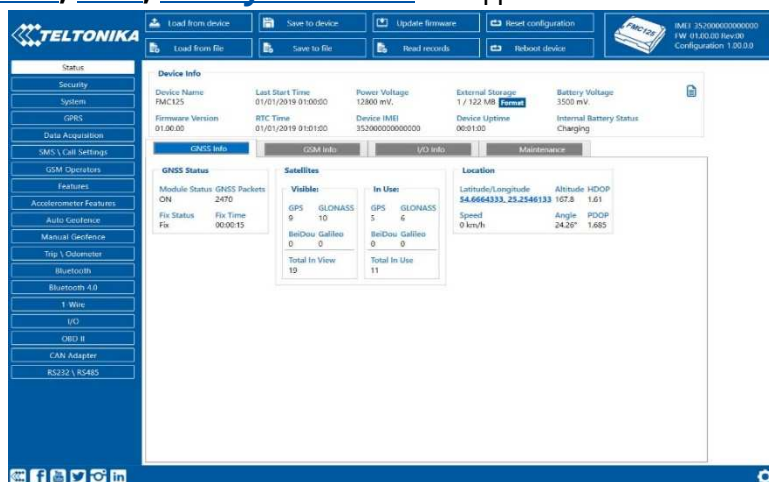 TELTONIKA
Load from device
Save to device
Update firmware
Reset configuration
Load from file
Save to file
Read records
Reboot device
FMC125
IMEI 352000000000000
FW 01.00.00 Rev:00
Configuration 1.00.0.0
Status
Security
System
GPRS
Data Acquisition
SMS \ Call Settings
GSM Operators
Features
Accelerometer Features
Auto Geofence
Manual Geofence
Trip \ Odometer
Bluetooth
Bluetooth 4.0
1-Wire
I/O
OBD II
CAN Adapter
RS232 \ RS485
Device Info
Device Name Last Start Time Power Voltage External Storage Battery Voltage
FMC125 01/01/2019 01:00:00 12800 mV. 1 / 122 MB Format 3500 mV.
Firmware Version RTC Time Device IMEI Device Uptime Internal Battery Status
01.00.00 01/01/2019 01:01:00 352000000000000 00:01:00 Charging
GNSS Info GSM Info I/O Info Maintenance
GNSS Status
Module Status GNSS Packets
ON 2470
Fix Status Fix Time
Fix 00:00:15
Satellites
Visible:
GPS GLONASS
9 10
BeiDou Galileo
0 0
Total In View
19
In Use:
GPS GLONASS
5 6
BeiDou Galileo
0 0
Total In Use
11
Location
Latitude/Longitude Altitude HDOP
54.6664333, 25.2546133 167.8 1.61
Speed Angle PDOP
0 km/h 24.26° 1.685